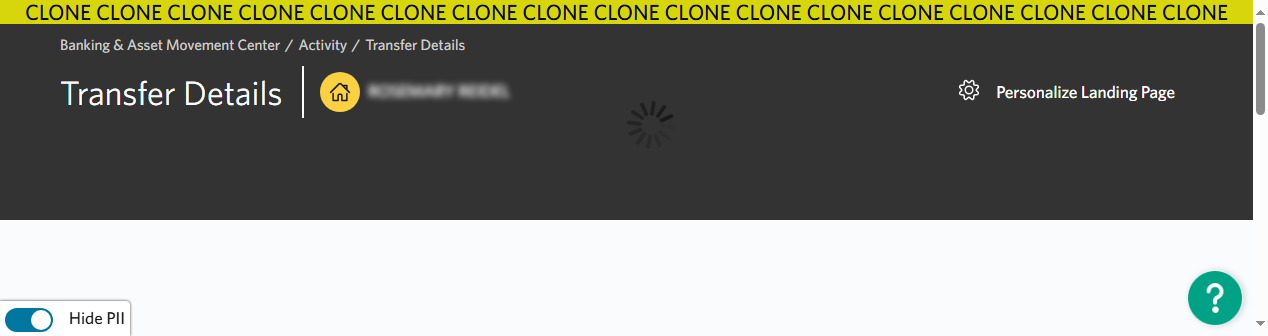 CLONE CLONE CLONE CLONE CLONE CLONE CLONE CLONE CLONE CLONE CLONE CLONE CLONE CLONE CLONE CLONE CLONE
Banking & Asset Movement Center / Activity / Transfer Details
Transfer Details
Personalize Landing Page
?
Hide PII